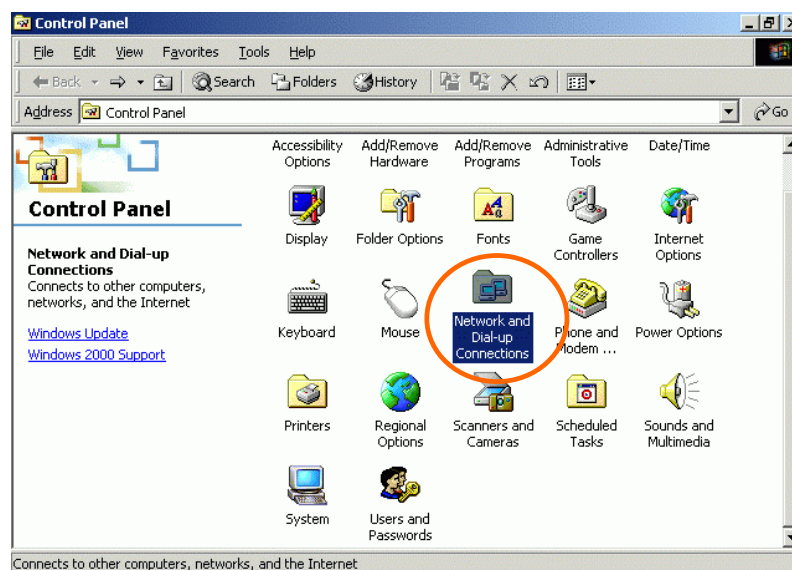 Control Panel
File Edit View Favorites Tools Help
Back Search Folders History
Address Control Panel Go
Control Panel
Network and Dial-up
Connections
Connects to other computers,
networks, and the Internet
Windows Update
Windows 2000 Support
Accessibility
Options
Add/Remove
Hardware
Add/Remove
Programs
Administrative
Tools
Date/Time
Display
Folder Options
Fonts
Game
Controllers
Internet
Options
Keyboard
Mouse
Network and
Dial-up
Connections
Phone and
Modem ...
Power Options
Printers
Regional
Options
Scanners and
Cameras
Scheduled
Tasks
Sounds and
Multimedia
System
Users and
Passwords
Connects to other computers, networks, and the Internet